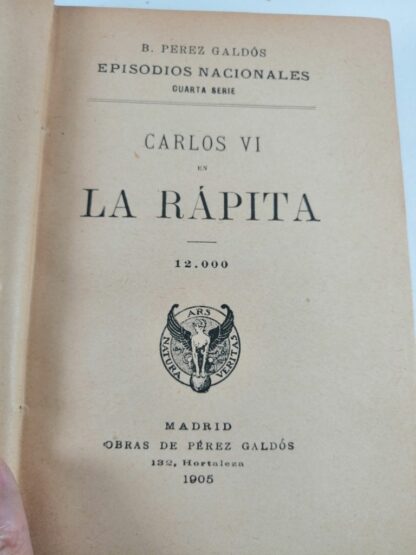 B. PEREZ GALDÓS
EPISODIOS NACIONALES
CUARTA SERIE
CARLOS VI
EN
LA RÁPITA
12.000
ARS
NATURA
VERITAS
MADRID
OBRAS DE PÉREZ GALDÓS
132, Hortaleza
1905